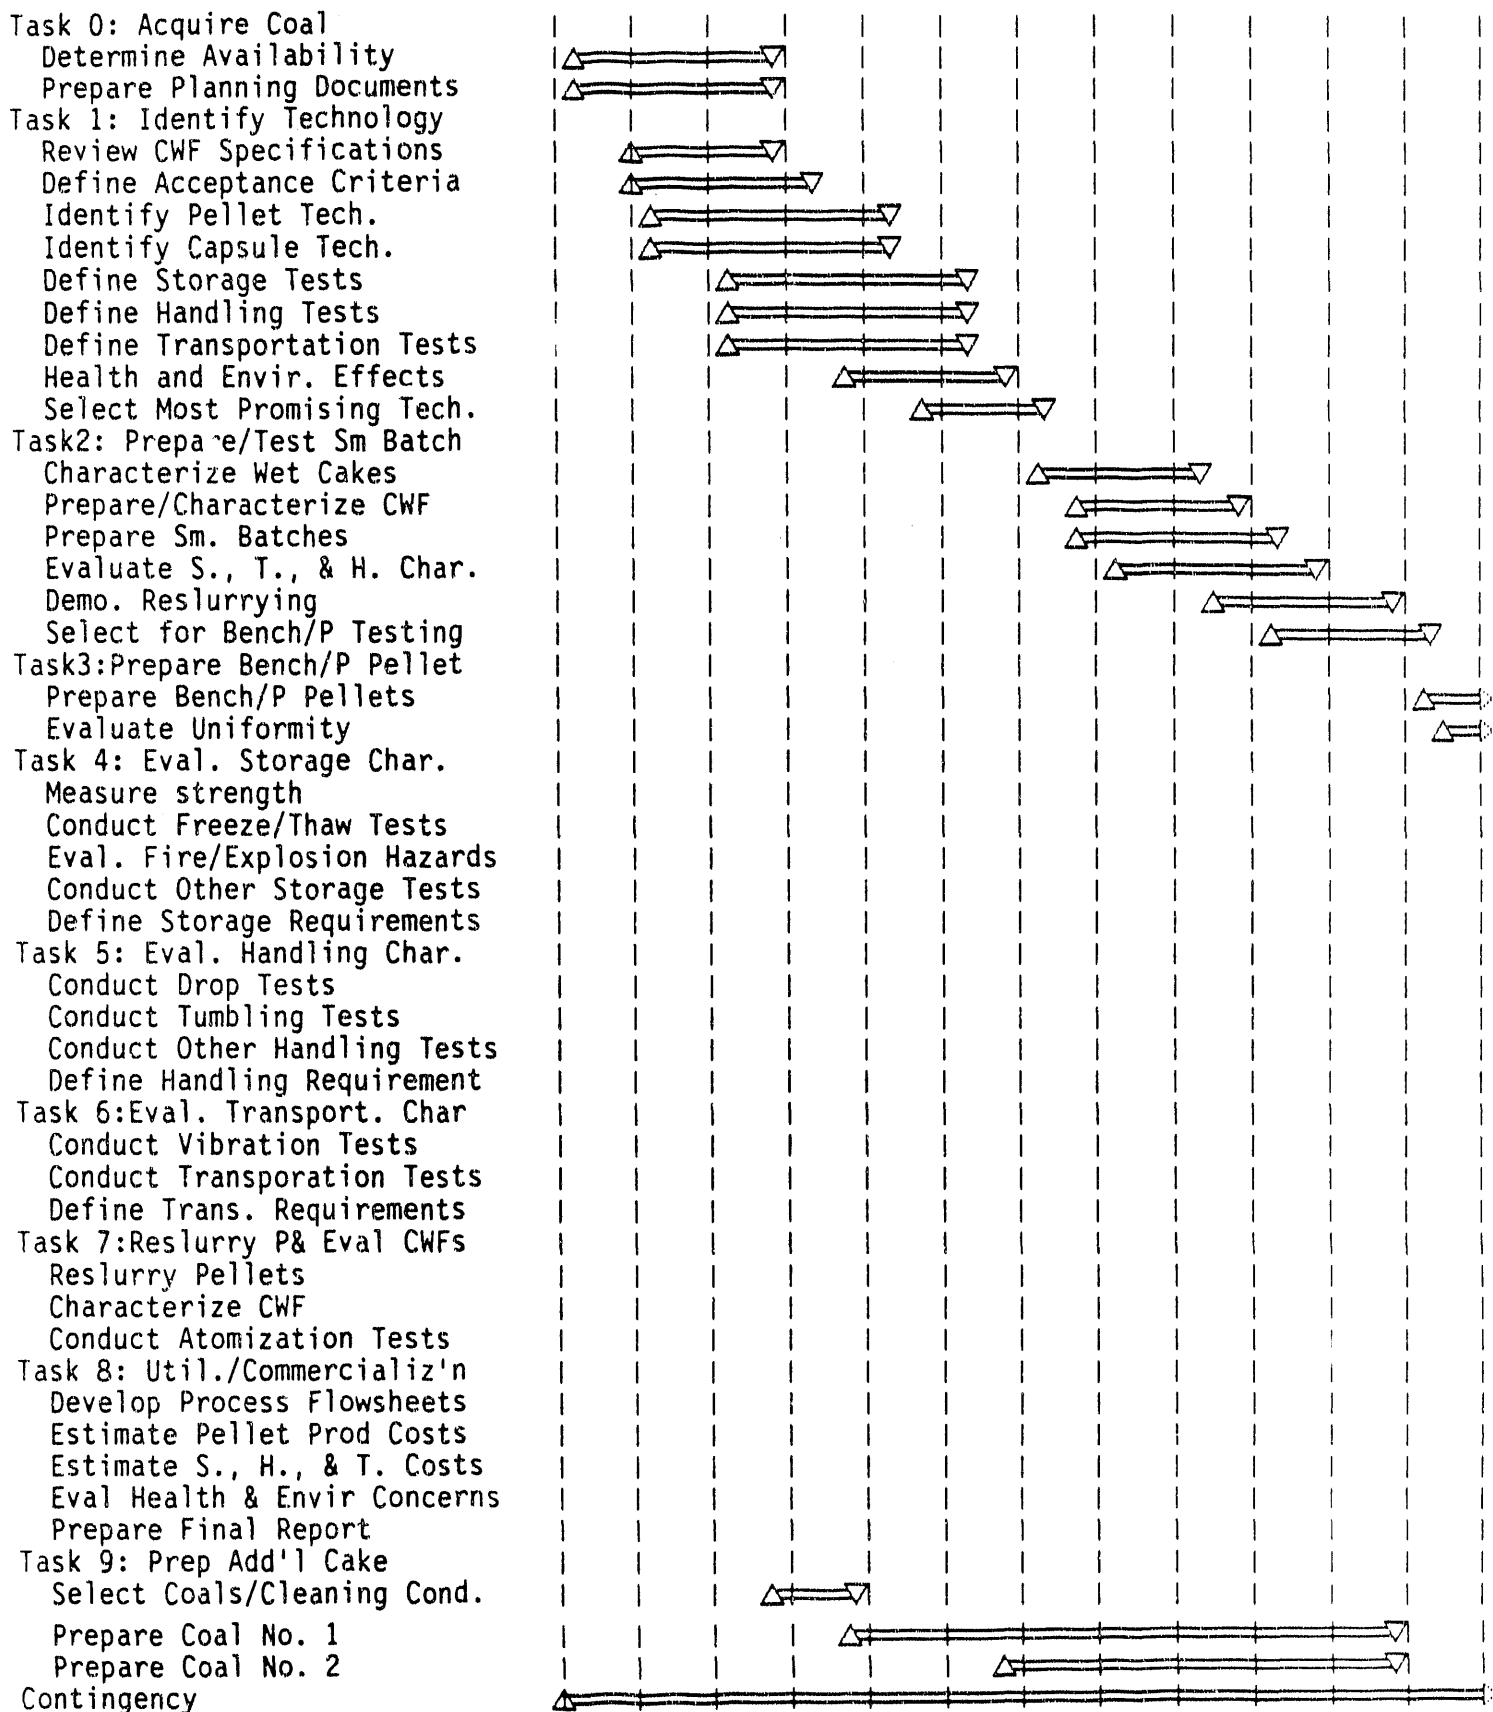 Task 0: Acquire Coal
Determine Availability
Prepare Planning Documents
Task 1: Identify Technology
Review CWF Specifications
Define Acceptance Criteria
Identify Pellet Tech.
Identify Capsule Tech.
Define Storage Tests
Define Handling Tests
Define Transportation Tests
Health and Envir. Effects
Select Most Promising Tech.
Task2: Prepare/Test Sm Batch
Characterize Wet Cakes
Prepare/Characterize CWF
Prepare Sm. Batches
Evaluate S., T., & H. Char.
Demo. Reslurrying
Select for Bench/P Testing
Task3:Prepare Bench/P Pellet
Prepare Bench/P Pellets
Evaluate Uniformity
Task 4: Eval. Storage Char.
Measure strength
Conduct Freeze/Thaw Tests
Eval. Fire/Explosion Hazards
Conduct Other Storage Tests
Define Storage Requirements
Task 5: Eval. Handling Char.
Conduct Drop Tests
Conduct Tumbling Tests
Conduct Other Handling Tests
Define Handling Requirement
Task 6:Eval. Transport. Char
Conduct Vibration Tests
Conduct Transporation Tests
Define Trans. Requirements
Task 7:Reslurry P& Eval CWFs
Reslurry Pellets
Characterize CWF
Conduct Atomization Tests
Task 8: Util./Commercializ'n
Develop Process Flowsheets
Estimate Pellet Prod Costs
Estimate S., H., & T. Costs
Eval Health & Envir Concerns
Prepare Final Report
Task 9: Prep Add'l Cake
Select Coals/Cleaning Cond.
Prepare Coal No. 1
Prepare Coal No. 2
Contingency